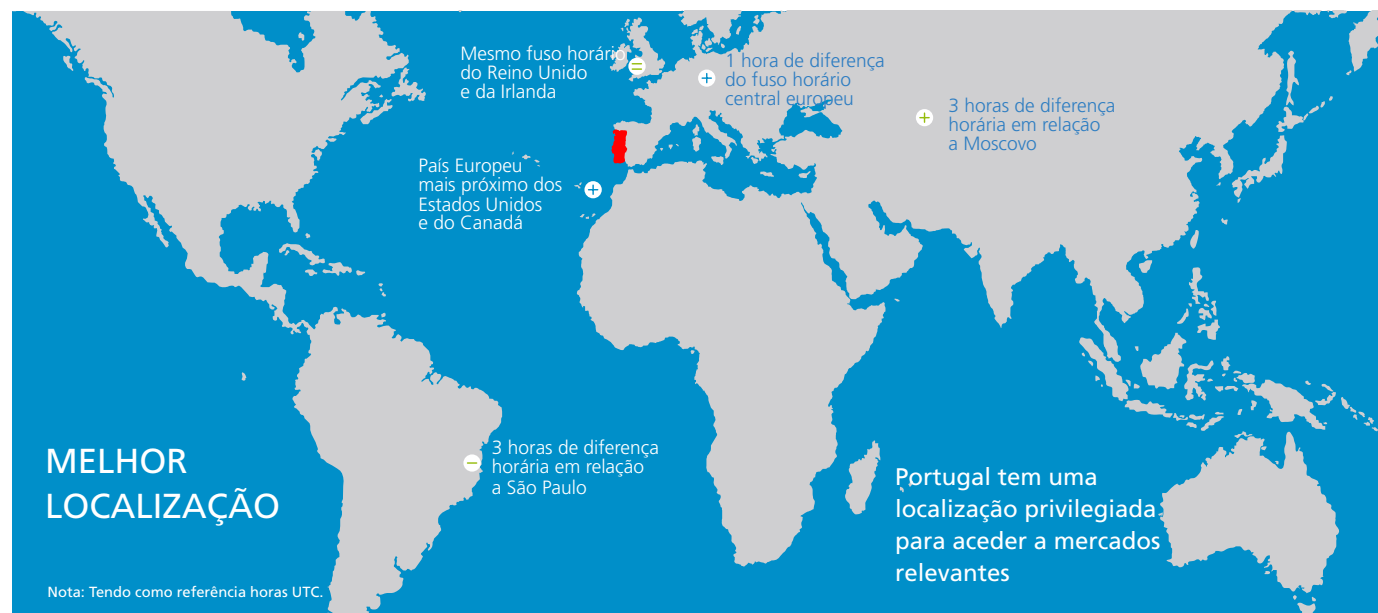 Mesmo fuso horário
do Reino Unido
e da Irlanda
1 hora de diferença
do fuso horário
central europeu
3 horas de diferença
horária em relação
a Moscovo
País Europeu
mais próximo dos
Estados Unidos
e do Canadá
3 horas de diferença
horária em relação
a São Paulo
MELHOR
LOCALIZAÇÃO
Portugal tem uma
localização privilegiada
para aceder a mercados
relevantes
Nota: Tendo como referência horas UTC.